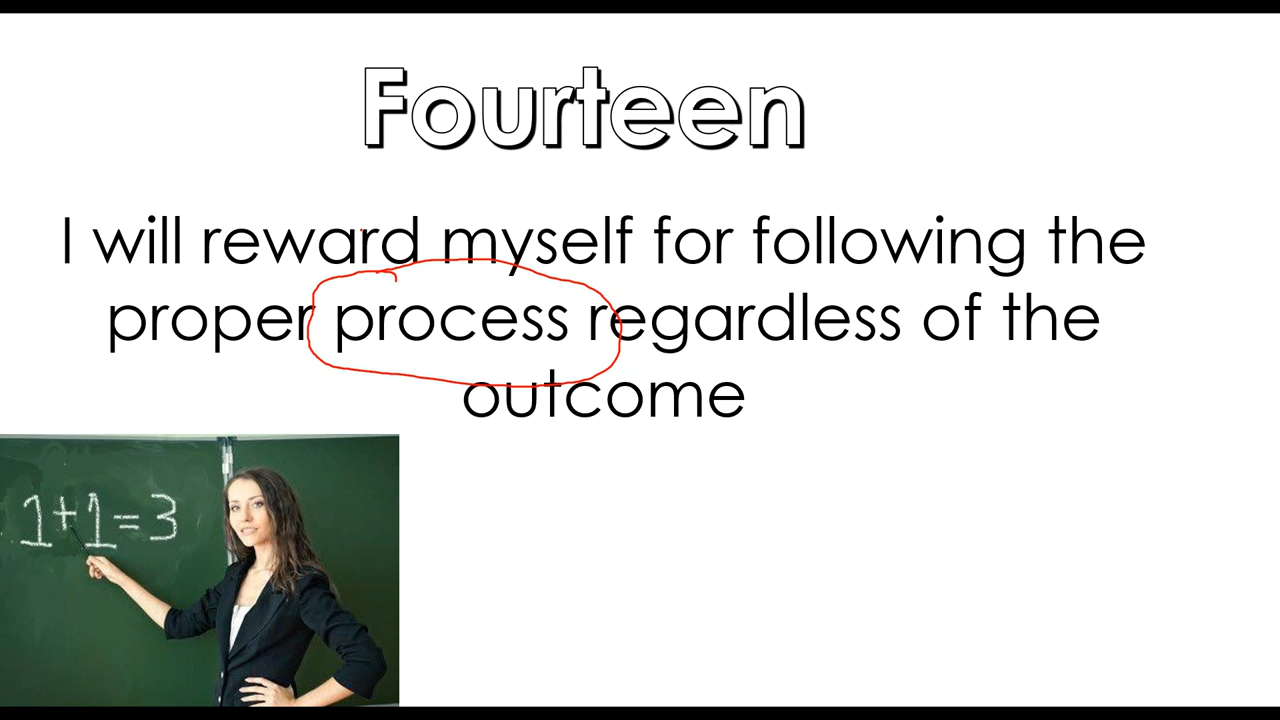 Fourteen
I will reward myself for following the
proper process regardless of the
outcome
1+1=3